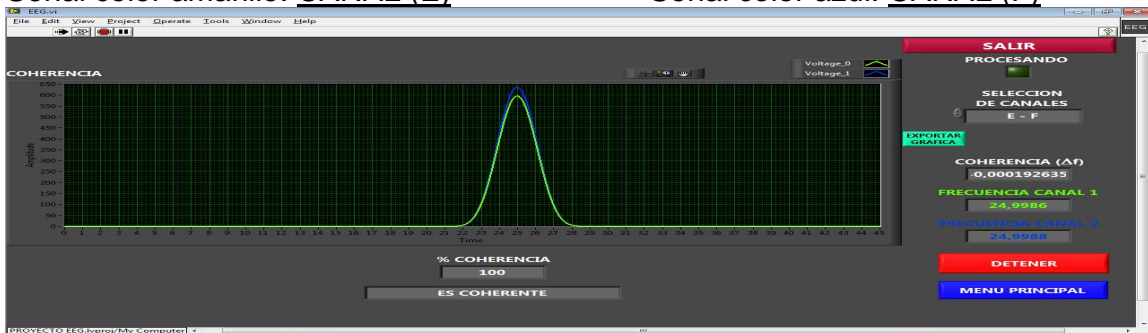 Señal color amarillo: CANAL (E) Señal color azul: CANAL (F)
EEG.vi
File Edit View Project Operate Tools Window Help
EEG
SALIR
COHERENCIA
Voltage_0
Voltage_1
PROCESANDO
SELECCION
DE CANALES
E - F
EXPORTAR
GRAFICA
COHERENCIA (Δf)
-0,000192635
FRECUENCIA CANAL 1
24,9986
FRECUENCIA CANAL 2
24,9988
Amplitude
650
600
550
500
450
400
350
300
250
200
150
100
50
0
0 1 2 3 4 5 6 7 8 9 10 11 12 13 14 15 16 17 18 19 20 21 22 23 24 25 26 27 28 29 30 31 32 33 34 35 36 37 38 39 40 41 42 43 44 45
Time
% COHERENCIA
100
ES COHERENTE
DETENER
MENU PRINCIPAL
PROYECTO EEG.lvproj/My Computer